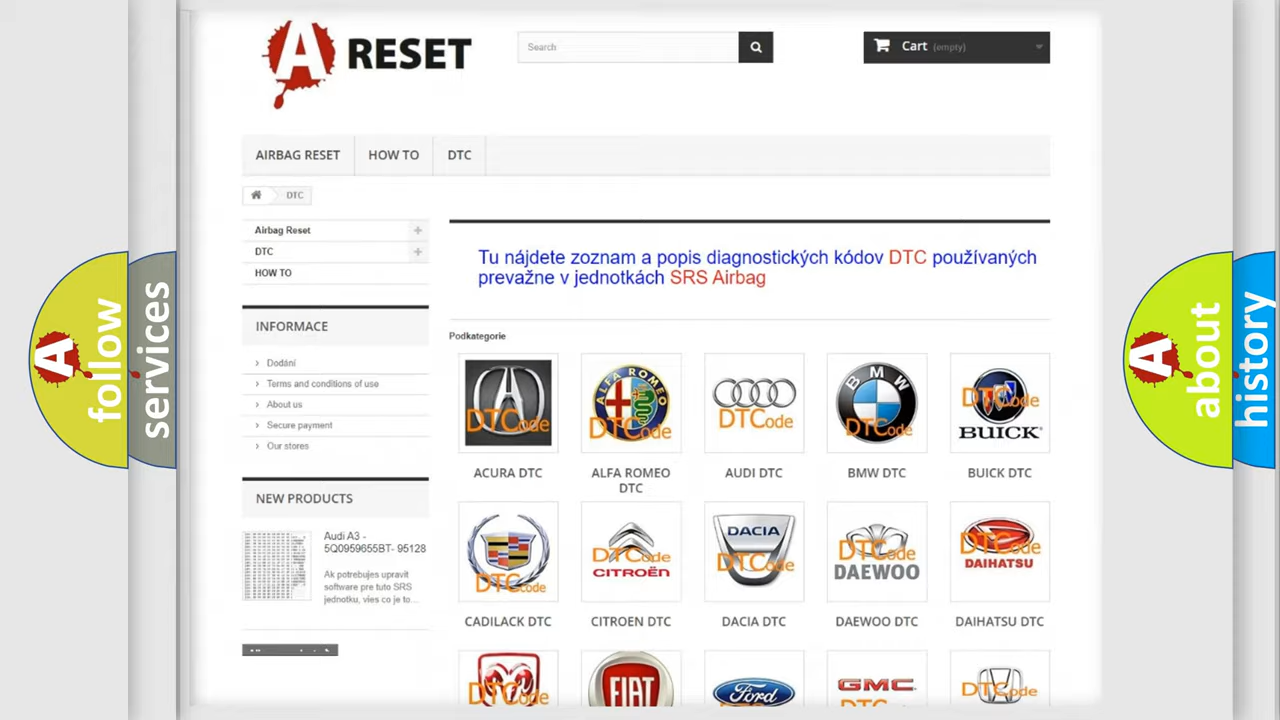 A RESET
Search
Cart (empty)
AIRBAG RESET
HOW TO
DTC
DTC
Airbag Reset
DTC
HOW TO
Tu nájdete zoznam a popis diagnostických kódov DTC používaných
prevažne v jednotkách SRS Airbag
INFORMACE
Dodání
Terms and conditions of use
About us
Secure payment
Our stores
Podkategorie
DTCode
ALFA ROMEO
DTCode
DTCode
BMW
DTCode
DTCode
BUICK
ACURA DTC
ALFA ROMEO
DTC
AUDI DTC
BMW DTC
BUICK DTC
NEW PRODUCTS
Audi A3 -
5Q0959655BT- 95128
Ak potrebujes upravit
software pre tuto SRS
jednotku, vies co je to...
DTCode
DTCode
CITROËN
DACIA
DTCode
DTCode
DAEWOO
DTCode
DAIHATSU
CADILACK DTC
CITROEN DTC
DACIA DTC
DAEWOO DTC
DAIHATSU DTC
DTCode
FIAT
Ford
GMC
DTCode
A
follow
services
A
about
history